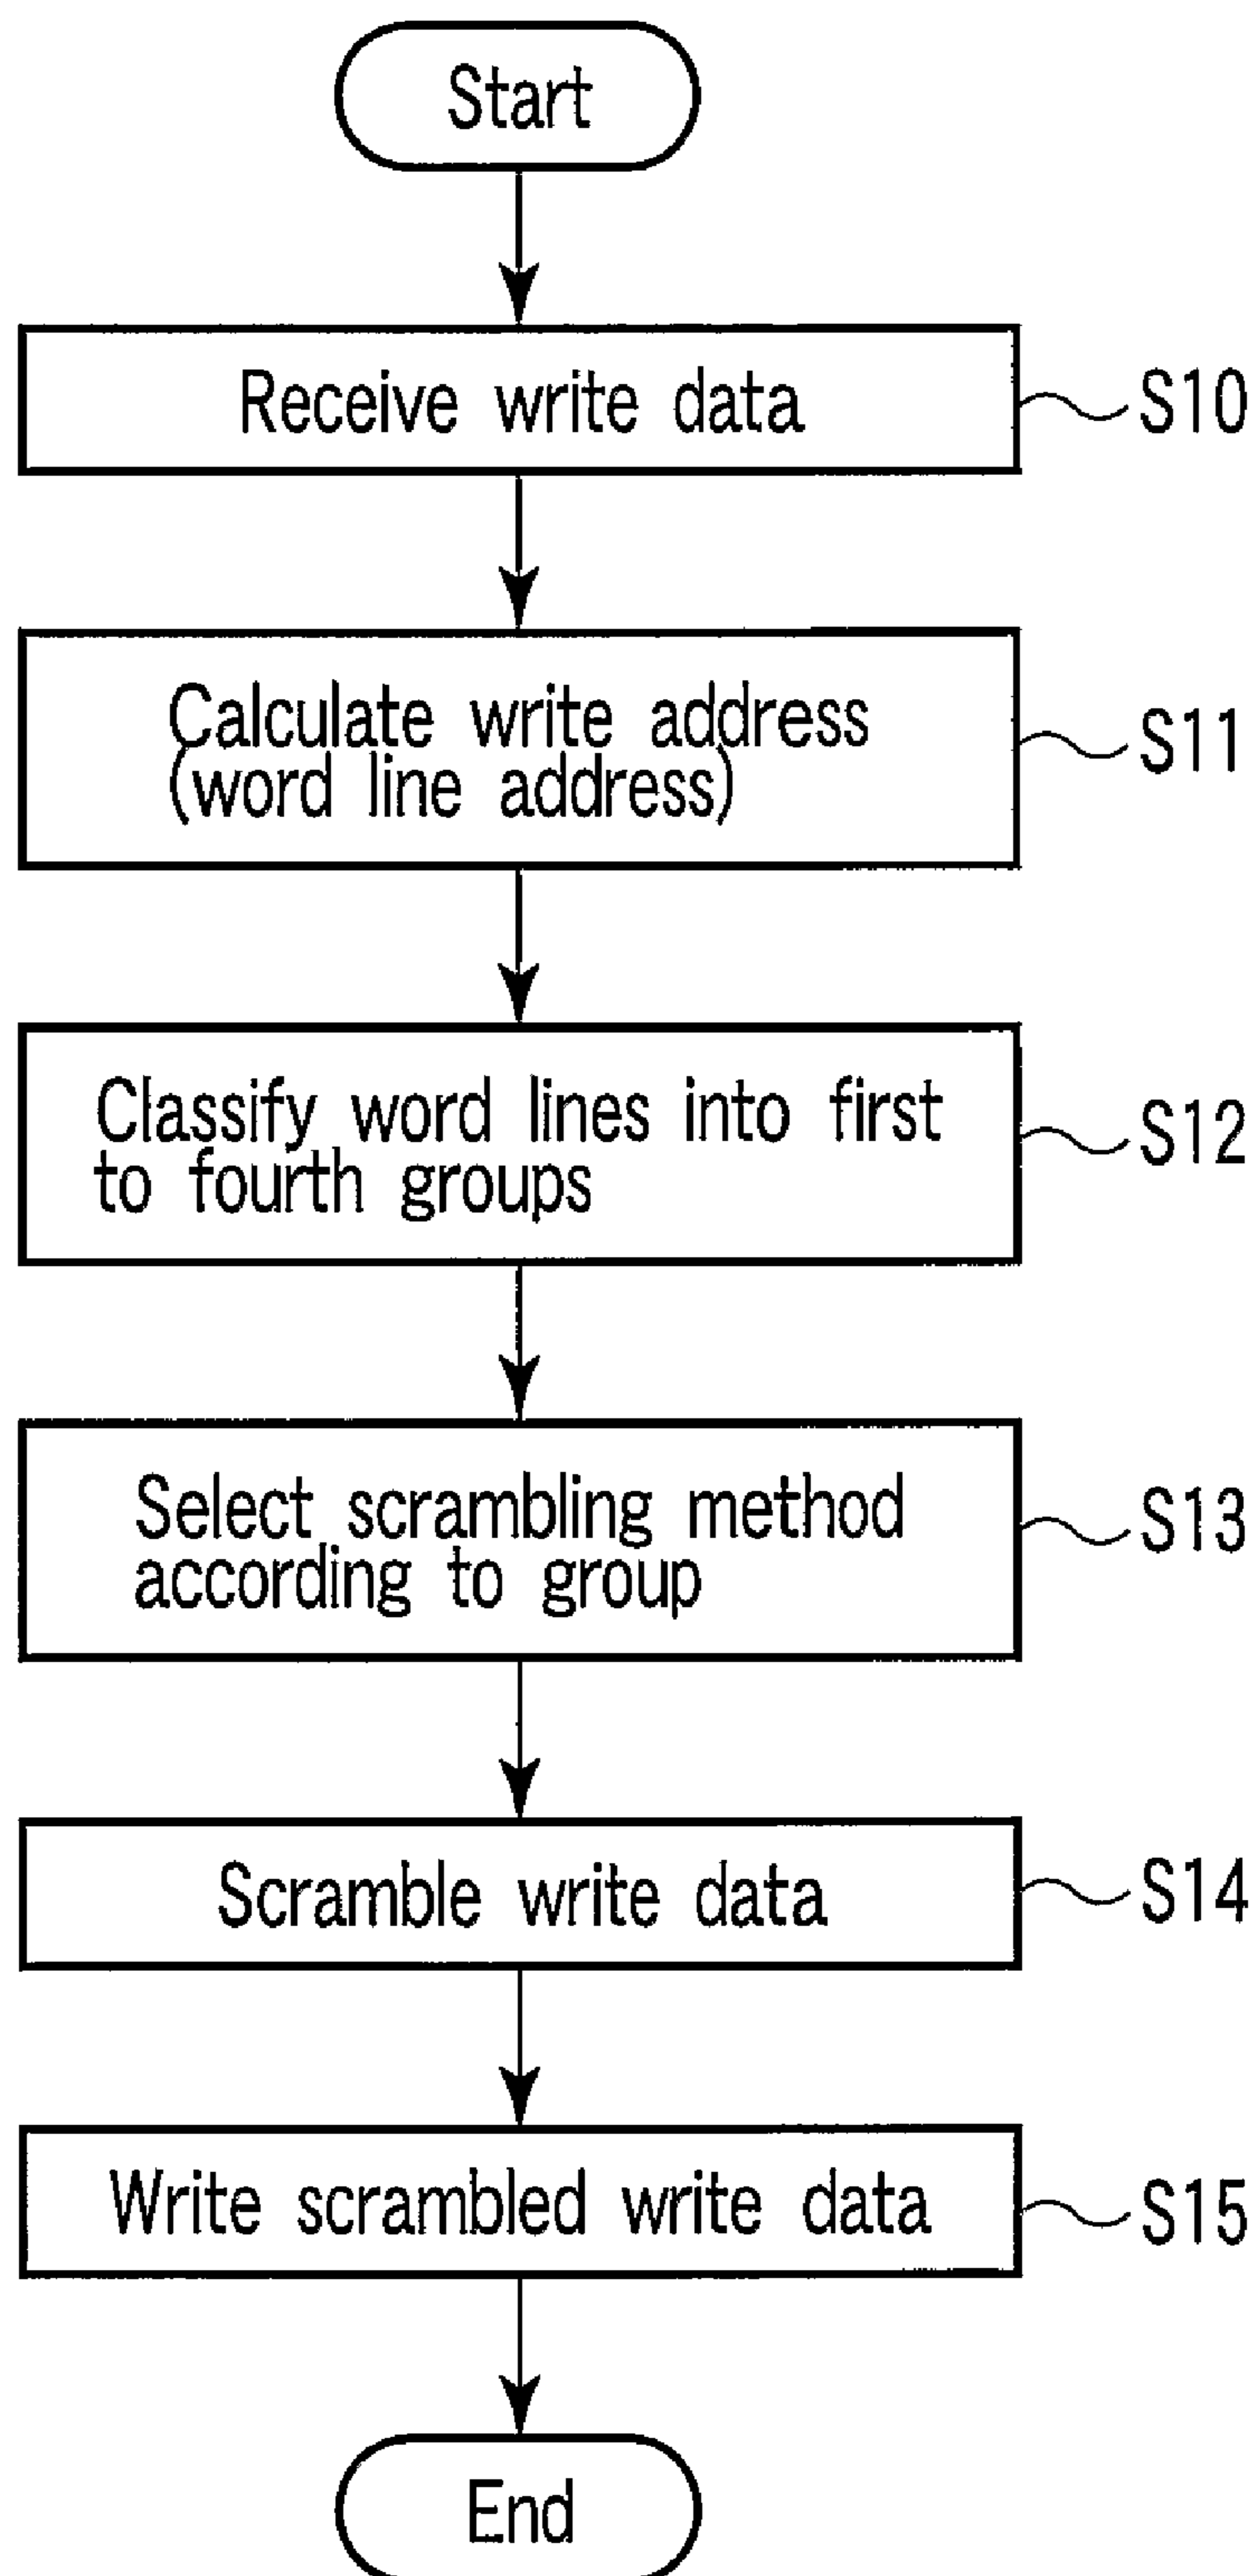 Start
Receive write data
S10
Calculate write address
(word line address)
S11
Classify word lines into first
to fourth groups
S12
Select scrambling method
according to group
S13
Scramble write data
S14
Write scrambled write data
S15
End